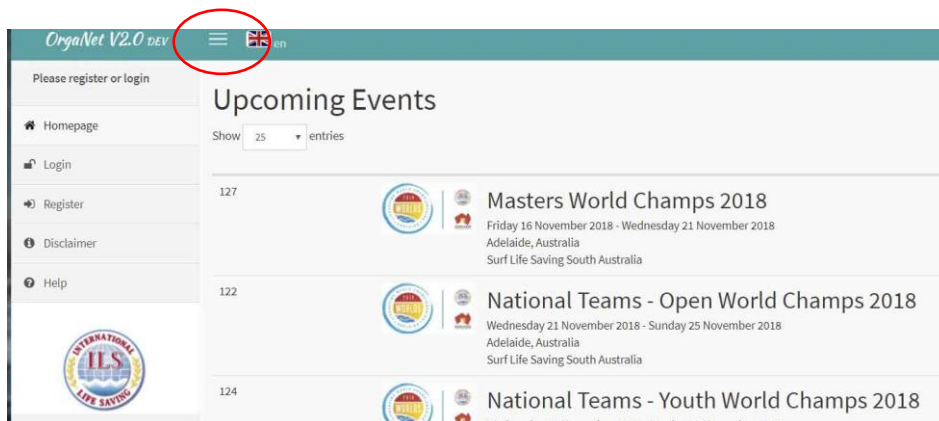 OrgaNet V2.0 DEV
en
Please register or login
Homepage
Login
Register
Disclaimer
Help
INTERNATIONAL
ILS
LIFE SAVING
Upcoming Events
Show 25 entries
127
WORLDS
Masters World Champs 2018
Friday 16 November 2018 - Wednesday 21 November 2018
Adelaide, Australia
Surf Life Saving South Australia
122
WORLDS
National Teams - Open World Champs 2018
Wednesday 21 November 2018 - Sunday 25 November 2018
Adelaide, Australia
Surf Life Saving South Australia
124
WORLDS
National Teams - Youth World Champs 2018